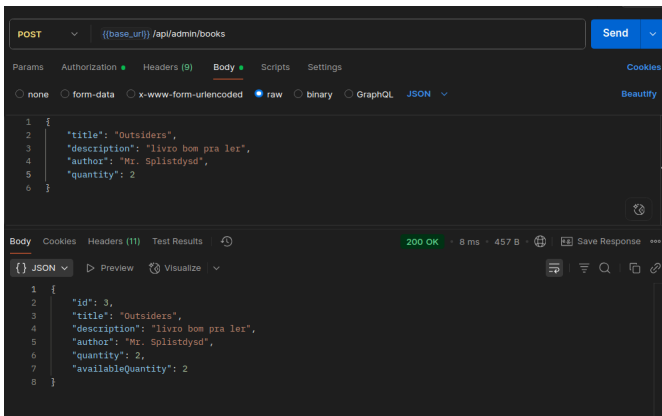 POST {{base_url}} /api/admin/books Send
Params Authorization Headers (9) Body Scripts Settings Cookies
none form-data x-www-form-urlencoded raw binary GraphQL JSON Beautify
1 {
2 "title": "Outsiders",
3 "description": "livro bom pra ler",
4 "author": "Mr. Splistdysd",
5 "quantity": 2
6 }
Body Cookies Headers (11) Test Results 200 OK · 8 ms · 457 B · Save Response
{} JSON Preview Visualize
1 {
2 "id": 3,
3 "title": "Outsiders",
4 "description": "livro bom pra ler",
5 "author": "Mr. Splistdysd",
6 "quantity": 2,
7 "availableQuantity": 2
8 }